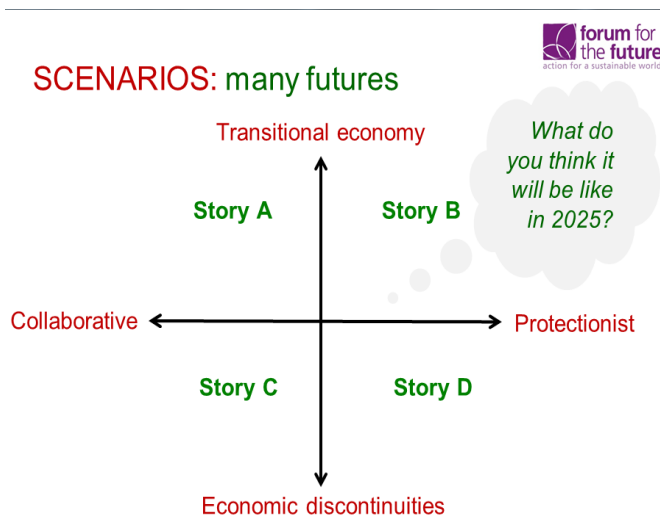 forum for
the future
action for a sustainable world
SCENARIOS: many futures
Transitional economy
What do
you think it
will be like
in 2025?
Story A
Story B
Collaborative
Protectionist
Story C
Story D
Economic discontinuities